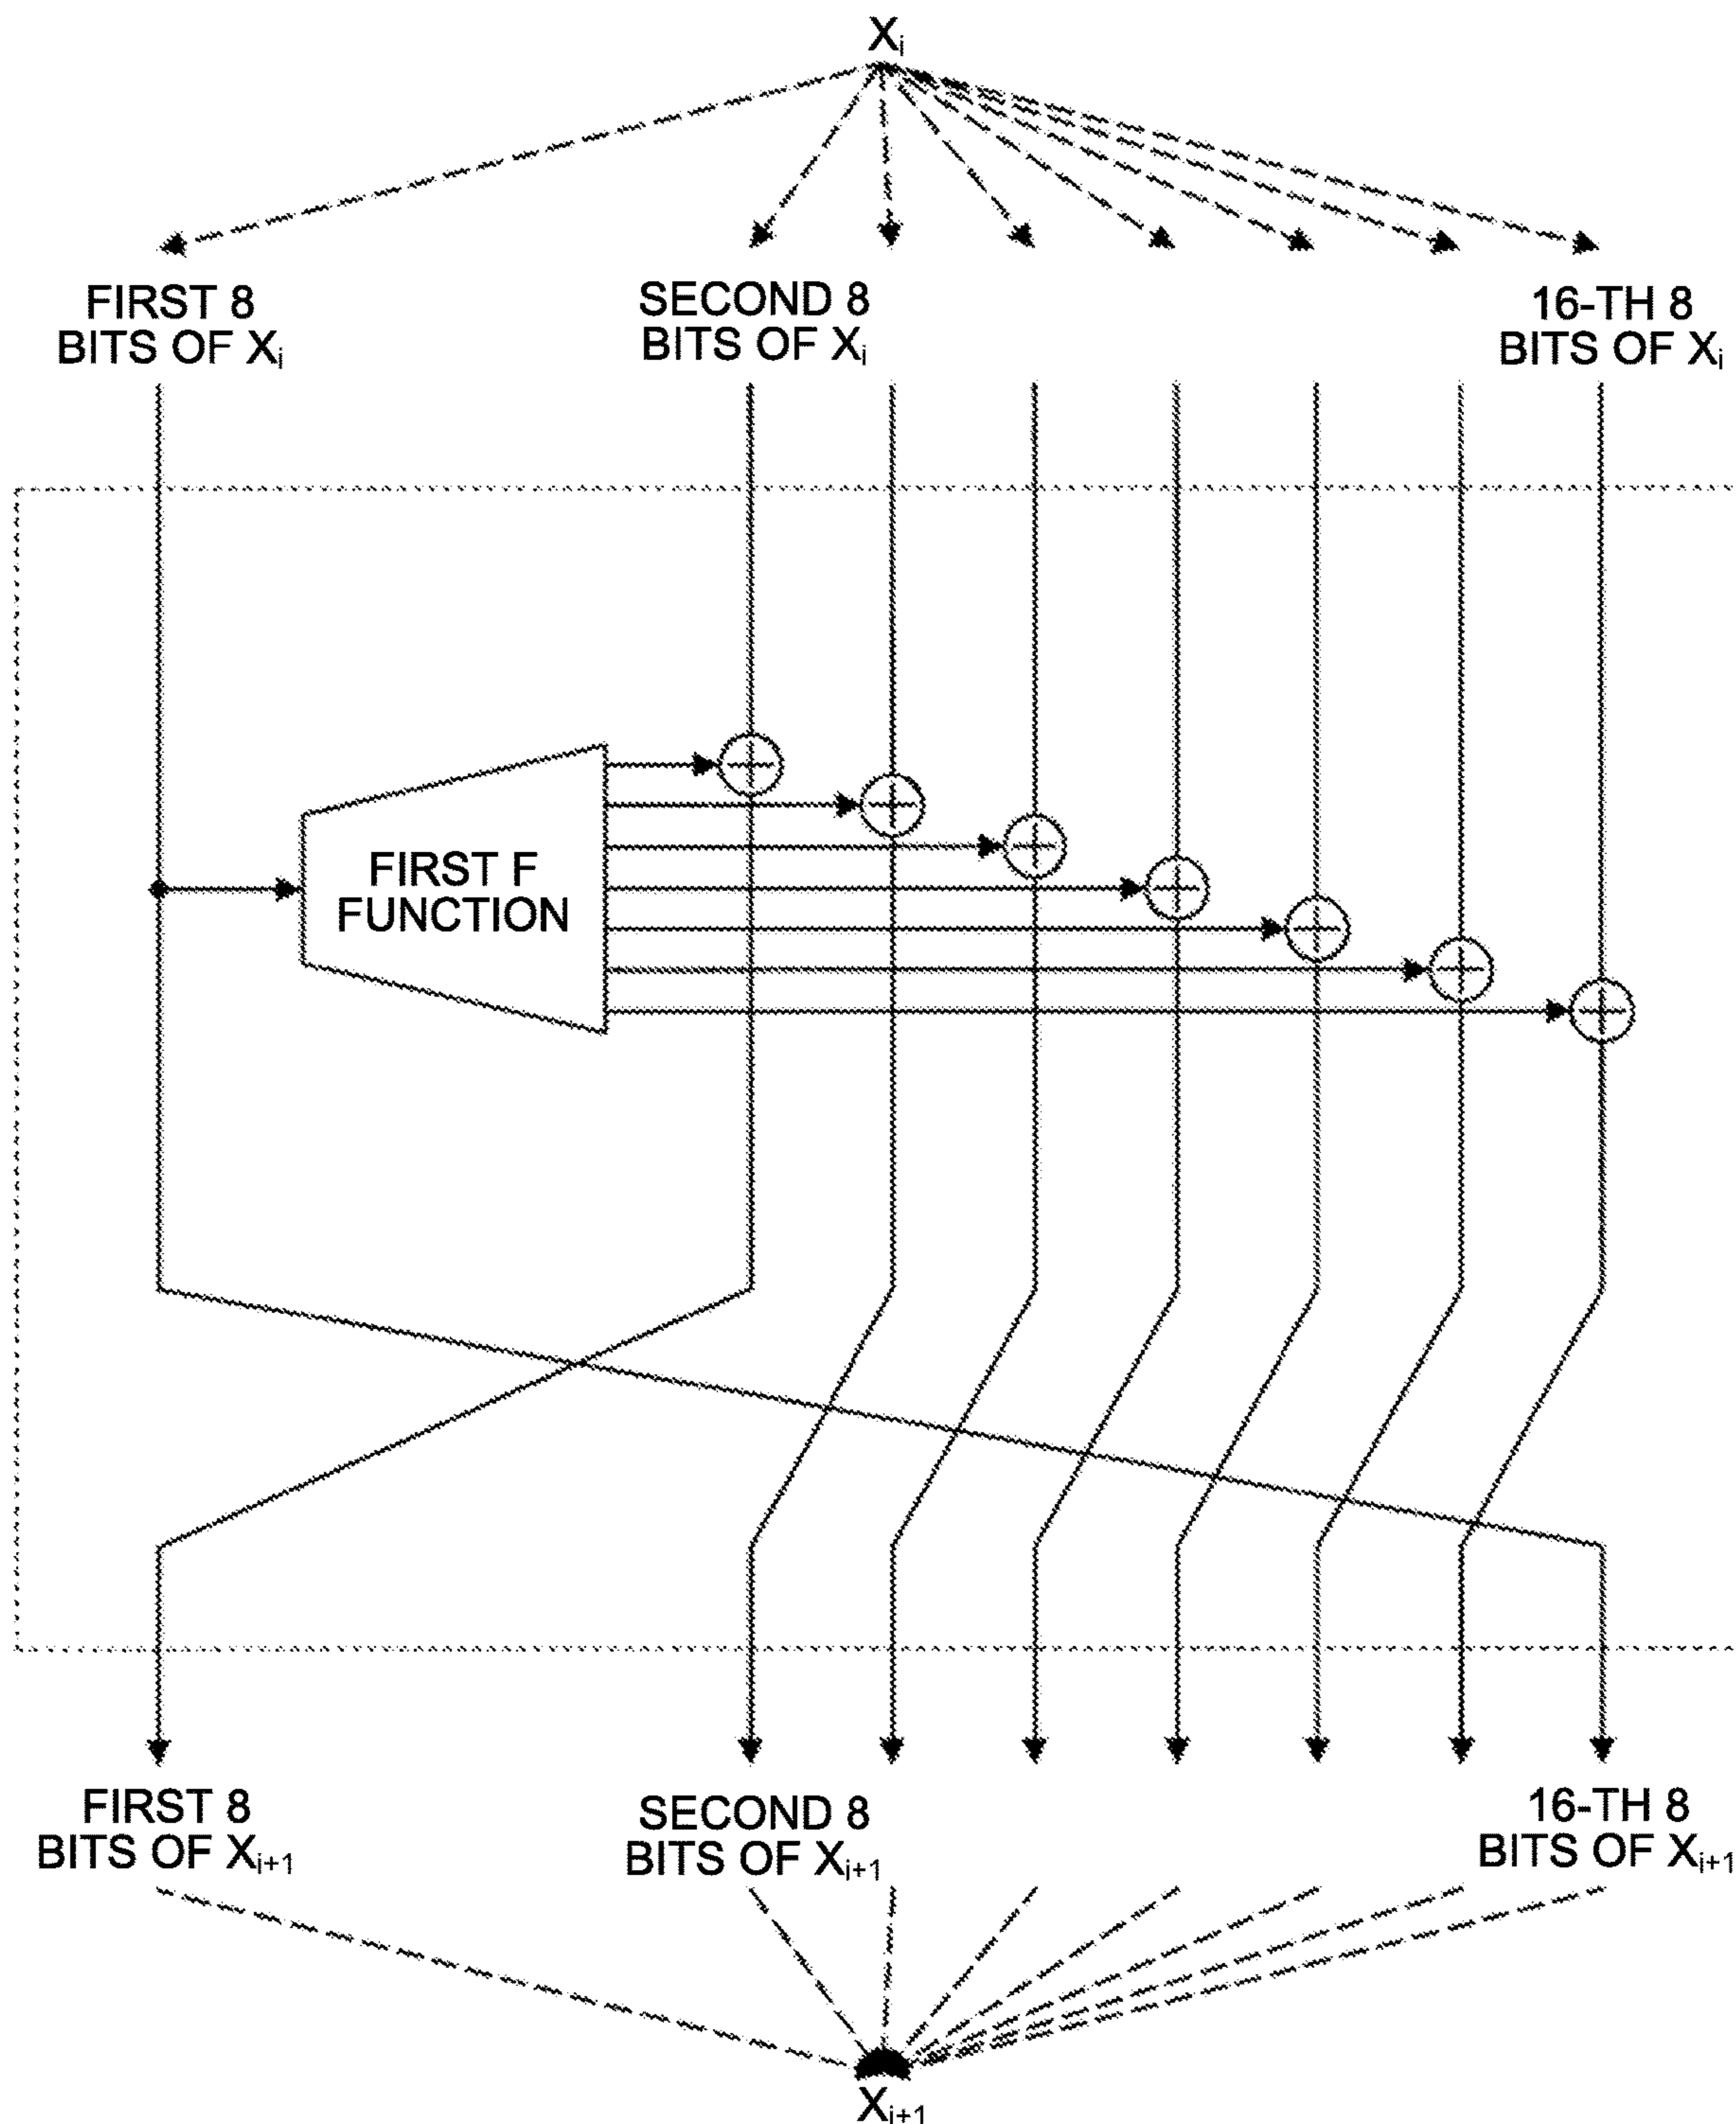 Xi
FIRST 8
BITS OF Xi
SECOND 8
BITS OF Xi
16-TH 8
BITS OF Xi
FIRST F
FUNCTION
FIRST 8
BITS OF Xi+1
SECOND 8
BITS OF Xi+1
16-TH 8
BITS OF Xi+1
Xi+1